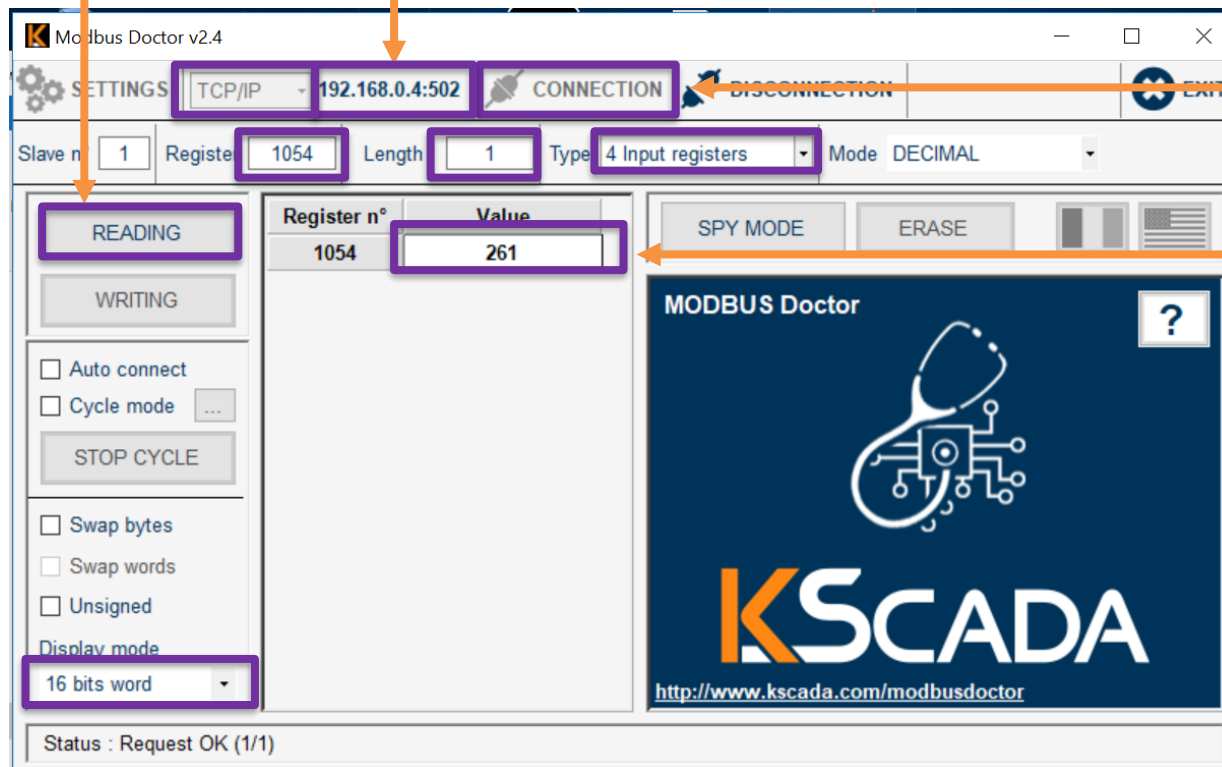 Modbus Doctor v2.4
SETTINGS TCP/IP 192.168.0.4:502 CONNECTION DISCONNECTION EXIT
Slave n° 1 Register 1054 Length 1 Type 4 Input registers Mode DECIMAL
READING
WRITING
Auto connect
Cycle mode ...
STOP CYCLE
Swap bytes
Swap words
Unsigned
Display mode
16 bits word
Register n° Value
1054 261
SPY MODE ERASE
MODBUS Doctor
?
KSCADA
http://www.kscada.com/modbusdoctor
Status : Request OK (1/1)